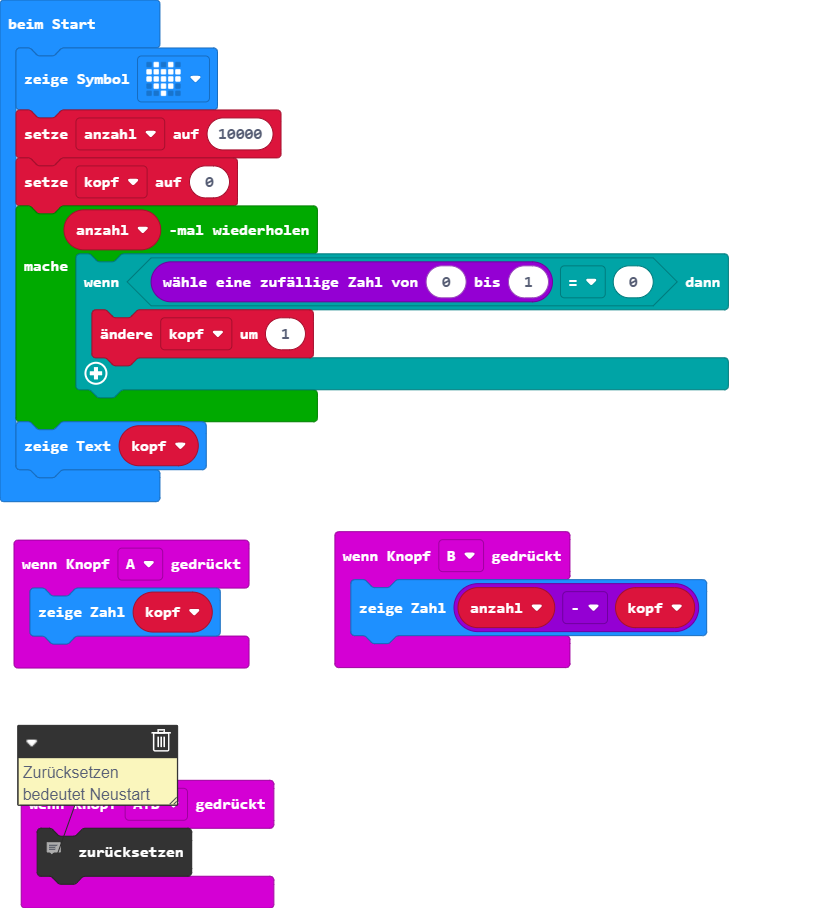 beim Start
zeige Symbol
setze anzahl auf 10000
setze kopf auf 0
anzahl -mal wiederholen
mache
wenn wähle eine zufällige Zahl von 0 bis 1 = 0 dann
ändere kopf um 1
zeige Text kopf
wenn Knopf A gedrückt
zeige Zahl kopf
wenn Knopf B gedrückt
zeige Zahl anzahl - kopf
Zurücksetzen
bedeutet Neustart
wenn Knopf A+B gedrückt
zurücksetzen